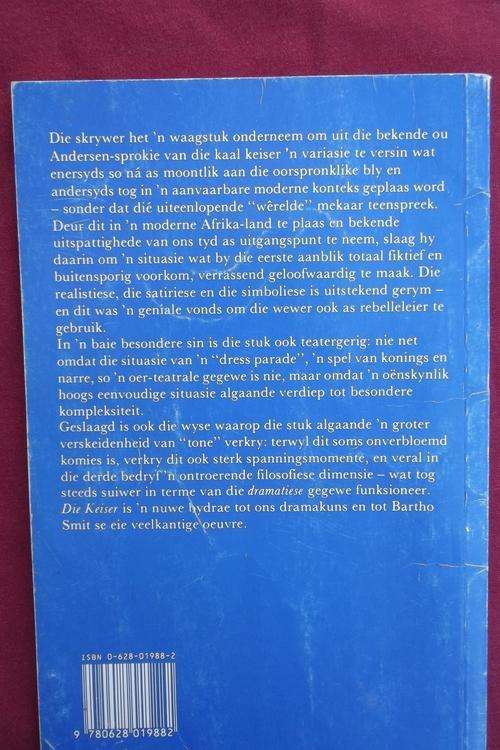 Die skrywer het 'n waagstuk onderneem om uit die bekende ou
Andersen-sprokie van die kaal keiser 'n variasie te versin wat
enersyds so ná as moontlik aan die oorspronklike bly en
andersyds tog in 'n aanvaarbare moderne konteks geplaas word
– sonder dat dié uiteenlopende “wêrelde” mekaar teenspreek.
Deur dit in 'n moderne Afrika-land te plaas en bekende
uitspattighede van ons tyd as uitgangspunt te neem, slaag hy
daarin om 'n situasie wat by die eerste aanblik totaal fiktief en
buitensporig voorkom, verrassend geloofwaardig te maak. Die
realistiese, die satiriese en die simboliese is uitstekend gerym –
en dit was 'n geniale vonds om die wewer ook as rebelleleier te
gebruik.
In 'n baie besondere sin is die stuk ook teatergerig: nie net
omdat die situasie van 'n “dress parade”, 'n spel van konings en
narre, so 'n oer-teatrale gegewe is nie, maar omdat 'n oënskynlik
hoogs eenvoudige situasie algaande verdiep tot besondere
kompleksiteit.
Geslaagd is ook die wyse waarop die stuk algaande 'n groter
verskeidenheid van “tone” verkry: terwyl dit soms onverbloemd
komies is, verkry dit ook sterk spanningsmomente, en veral in
die derde bedryf 'n ontroerende filosofiese dimensie – wat tog
steeds suiwer in terme van die dramatiese gegewe funksioneer.
Die Keiser is 'n nuwe bydrae tot ons dramakuns en tot Bartho
Smit se eie veelkantige oeuvre.
ISBN 0-628-01988-2
9 780628 019882